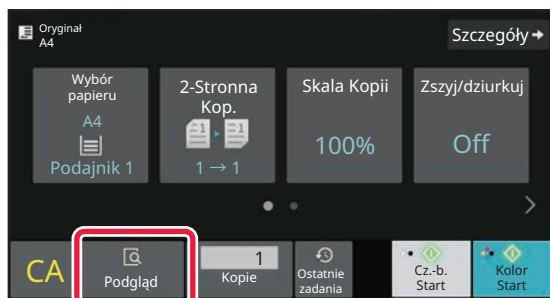 Oryginał
A4
Szczegóły
Wybór
papieru
A4
Podajnik 1
2-Stronna
Kop.
1 → 1
Skala Kopii
100%
Zszyj/dziurkuj
Off
CA
Podgląd
1
Kopie
Ostatnie
zadania
Cz.-b.
Start
Kolor
Start